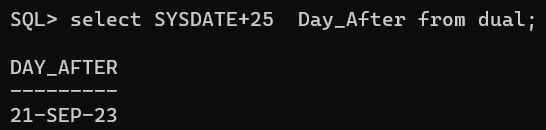 SQL> select SYSDATE+25  Day_After from dual;
DAY_AFTER
---------
21-SEP-23